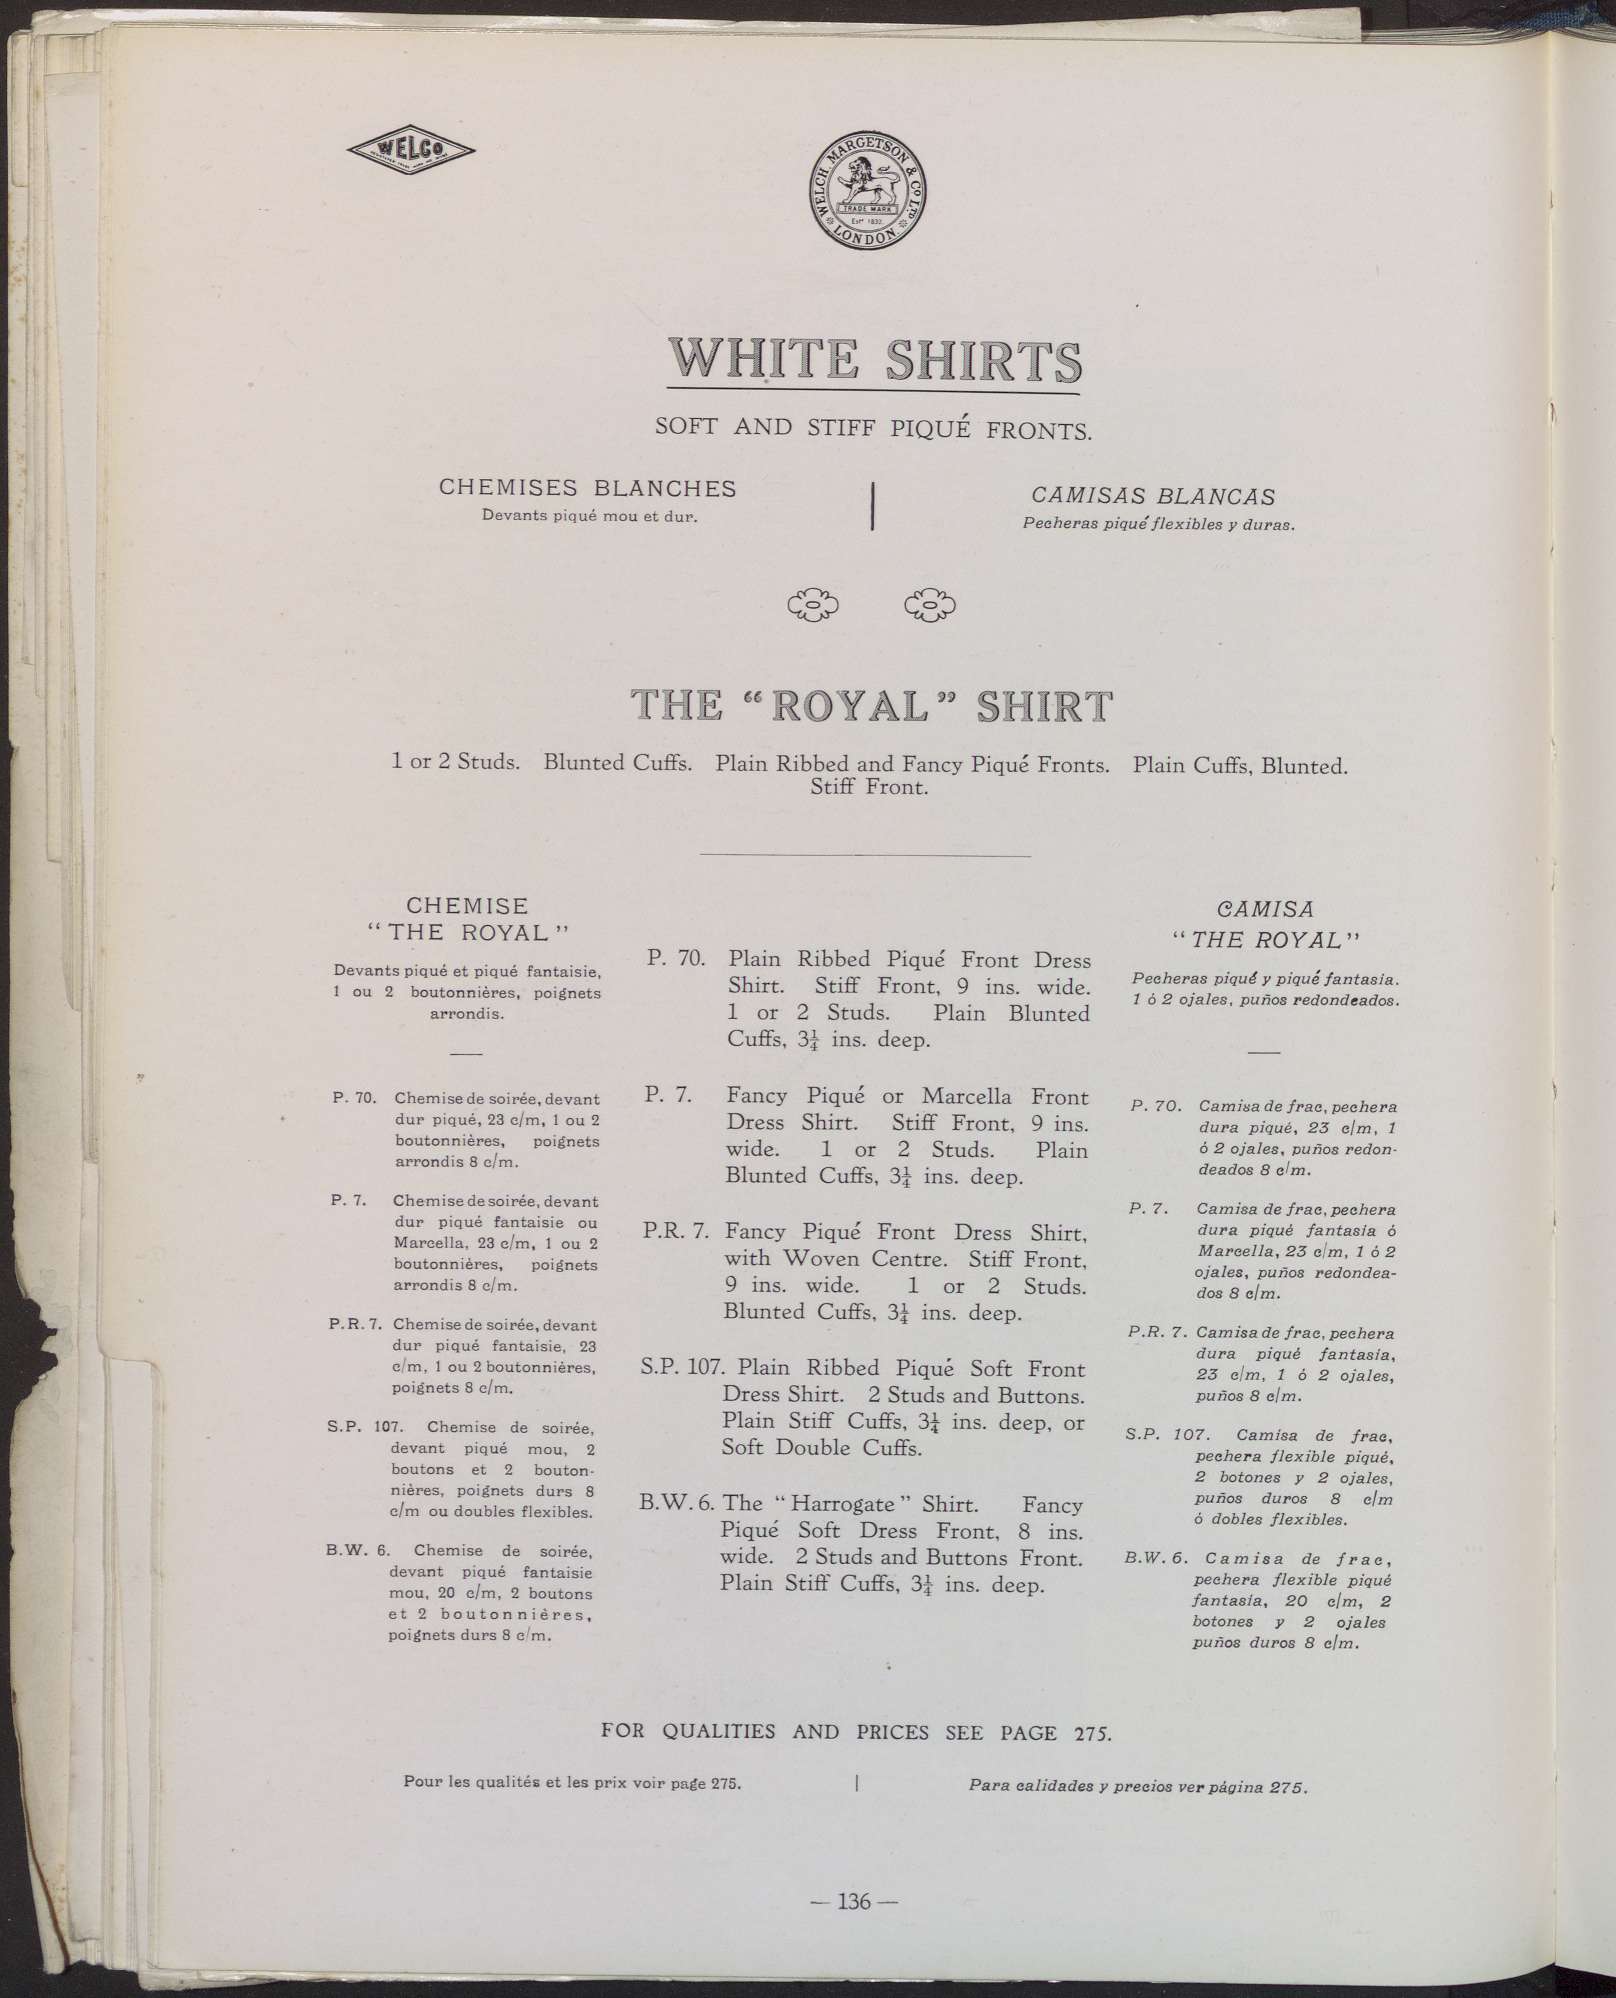 WELCO
WELCH, MARGETSON & CO LTD
LONDON.
TRADE MARK
Estd 1832.
WHITE SHIRTS
SOFT AND STIFF PIQUÉ FRONTS.
CHEMISES BLANCHES
Devants piqué mou et dur.
CAMISAS BLANCAS
Pecheras piqué flexibles y duras.
THE "ROYAL" SHIRT
1 or 2 Studs. Blunted Cuffs. Plain Ribbed and Fancy Piqué Fronts. Plain Cuffs, Blunted.
Stiff Front.
CHEMISE
"THE ROYAL"
Devants piqué et piqué fantaisie,
1 ou 2 boutonnières, poignets
arrondis.
P. 70. Chemise de soirée, devant
dur piqué, 23 c/m, 1 ou 2
boutonnières, poignets
arrondis 8 c/m.
P. 7. Chemise de soirée, devant
dur piqué fantaisie ou
Marcella, 23 c/m, 1 ou 2
boutonnières, poignets
arrondis 8 c/m.
P.R. 7. Chemise de soirée, devant
dur piqué fantaisie, 23
c/m, 1 ou 2 boutonnières,
poignets 8 c/m.
S.P. 107. Chemise de soirée,
devant piqué mou, 2
boutons et 2 bouton-
nières, poignets durs 8
c/m ou doubles flexibles.
B.W. 6. Chemise de soirée,
devant piqué fantaisie
mou, 20 c/m, 2 boutons
et 2 boutonnières,
poignets durs 8 c/m.
P. 70. Plain Ribbed Piqué Front Dress
Shirt. Stiff Front, 9 ins. wide.
1 or 2 Studs. Plain Blunted
Cuffs, 3¼ ins. deep.
P. 7. Fancy Piqué or Marcella Front
Dress Shirt. Stiff Front, 9 ins.
wide. 1 or 2 Studs. Plain
Blunted Cuffs, 3¼ ins. deep.
P.R. 7. Fancy Piqué Front Dress Shirt,
with Woven Centre. Stiff Front,
9 ins. wide. 1 or 2 Studs.
Blunted Cuffs, 3¼ ins. deep.
S.P. 107. Plain Ribbed Piqué Soft Front
Dress Shirt. 2 Studs and Buttons.
Plain Stiff Cuffs, 3¼ ins. deep, or
Soft Double Cuffs.
B.W. 6. The "Harrogate" Shirt. Fancy
Piqué Soft Dress Front, 8 ins.
wide. 2 Studs and Buttons Front.
Plain Stiff Cuffs, 3¼ ins. deep.
CAMISA
"THE ROYAL"
Pecheras piqué y piqué fantasia.
1 ó 2 ojales, puños redondeados.
P. 70. Camisa de frac, pechera
dura piqué, 23 c/m, 1
ó 2 ojales, puños redon-
deados 8 c/m.
P. 7. Camisa de frac, pechera
dura piqué fantasia ó
Marcella, 23 c/m, 1 ó 2
ojales, puños redondea-
dos 8 c/m.
P.R. 7. Camisa de frac, pechera
dura piqué fantasia,
23 c/m, 1 ó 2 ojales,
puños 8 c/m.
S.P. 107. Camisa de frac,
pechera flexible piqué,
2 botones y 2 ojales,
puños duros 8 c/m
ó dobles flexibles.
B.W. 6. Camisa de frac,
pechera flexible piqué
fantasia, 20 c/m, 2
botones y 2 ojales
puños duros 8 c/m.
FOR QUALITIES AND PRICES SEE PAGE 275.
Pour les qualités et les prix voir page 275.
Para calidades y precios ver página 275.
— 136 —